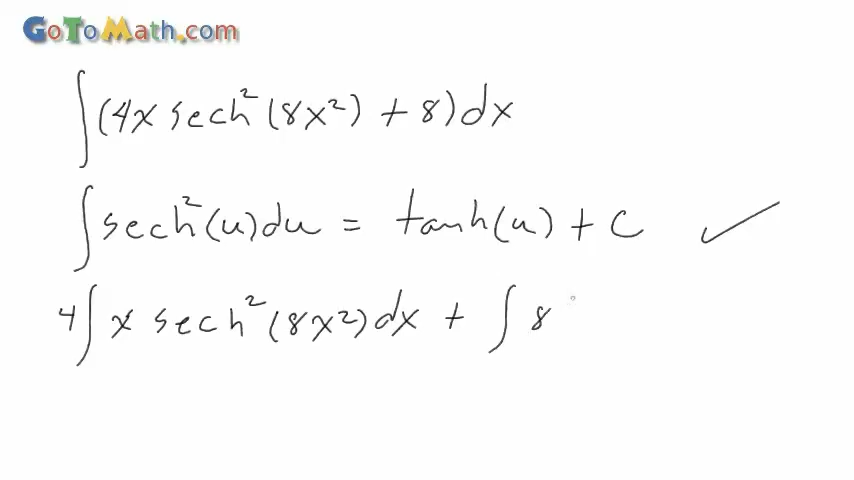 GoToMath.com
∫(4x sech²(8x²) + 8)dx
∫sech²(u)du = tanh(u) + C ✓
4∫x sech²(8x²)dx + ∫8